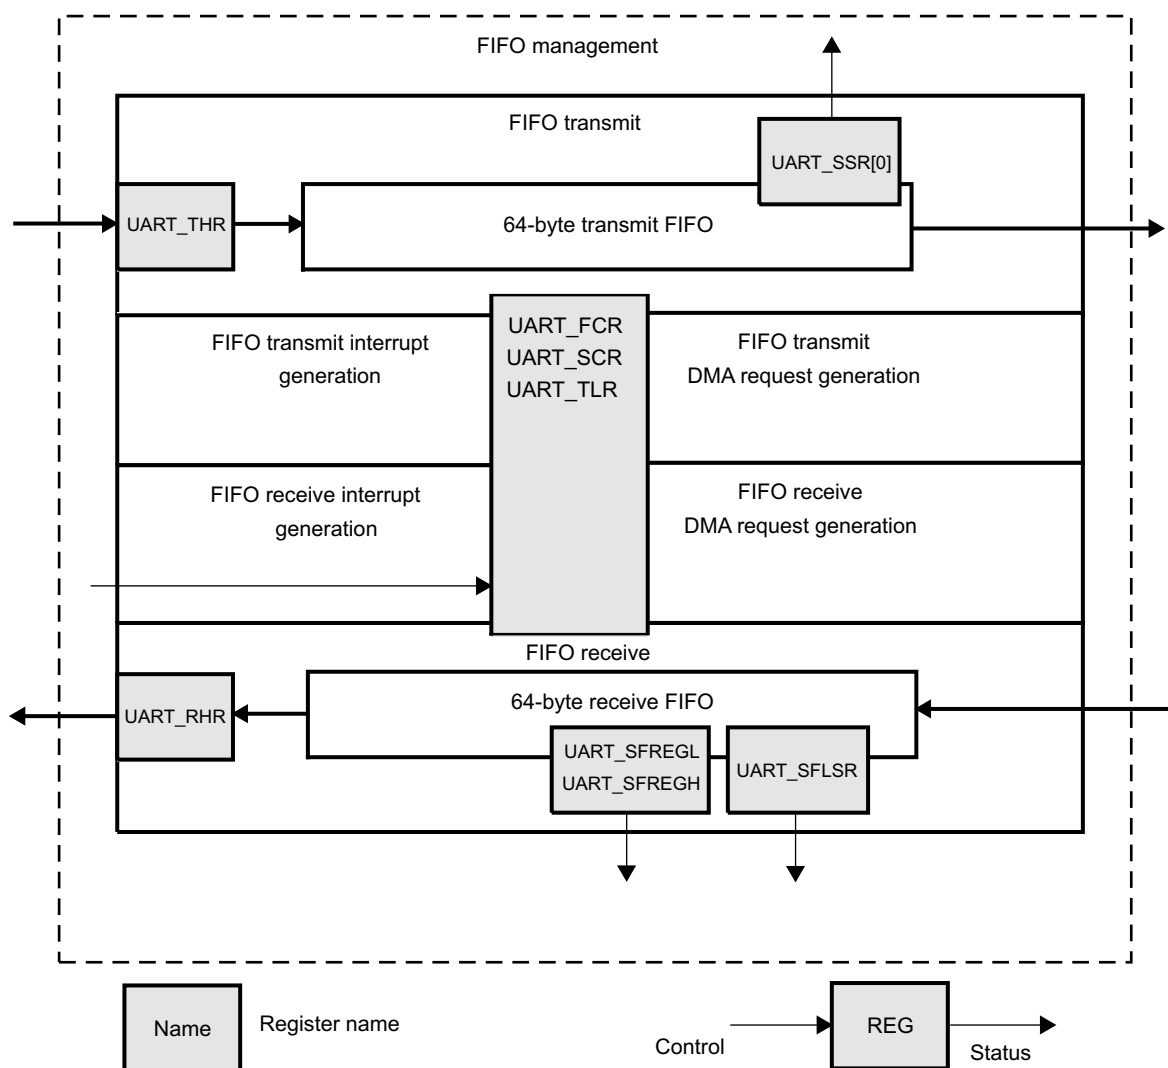 FIFO management
FIFO transmit
UART_SSR[0]
UART_THR
64-byte transmit FIFO
UART_FCR
UART_SCR
UART_TLR
FIFO transmit interrupt
generation
FIFO transmit
DMA request generation
FIFO receive interrupt
generation
FIFO receive
DMA request generation
FIFO receive
64-byte receive FIFO
UART_RHR
UART_SFREGL
UART_SFREGH
UART_SFLSR
Name
Register name
Control
REG
Status